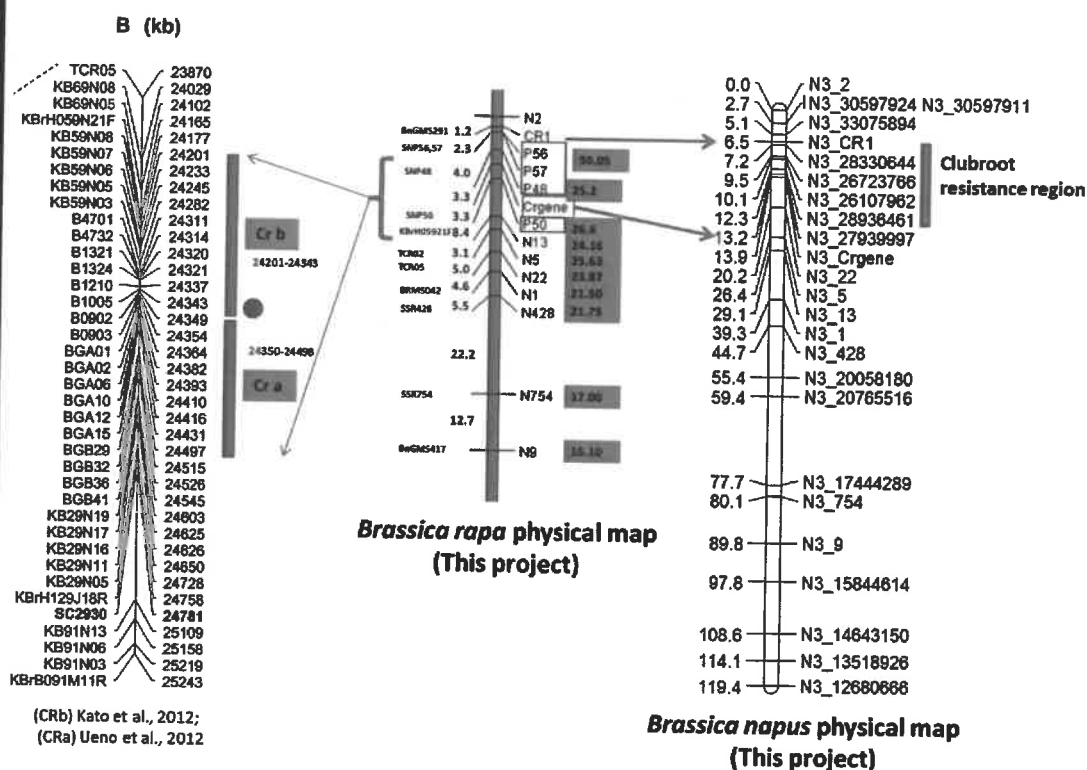 B (kb)
TCR05 23870
KB69N08 24029
KB69N05 24102
KBrH059N21F 24165
KB59N08 24177
KB59N07 24201
KB59N06 24233
KB59N05 24245
KB59N03 24282
B4701 24311
B4732 24314
B1321 24320
B1324 24321
B1210 24337
B1005 24343
B0902 24349
B0903 24354
BGA01 24364
BGA02 24382
BGA06 24393
BGA10 24410
BGA12 24416
BGA15 24431
BGB29 24497
BGB32 24515
BGB36 24526
BGB41 24545
KB29N19 24603
KB29N17 24625
KB29N16 24626
KB29N11 24650
KB29N05 24728
KBrH129J18R 24758
SC2930 24781
KB91N13 25109
KB91N06 25158
KB91N03 25219
KBrB091M11R 25243
(CRb) Kato et al., 2012;
(CRa) Ueno et al., 2012
Cr b
24201-24343
24350-24498
Cr a
N2
BnGMS291 1.2 CR1
SNP56,57 2.3 P56
P57
SNP48 4.0 P48 25.2
3.3 Crgene
SNP50 3.3 P50 26.6
KBrH05921F 8.4 N13 24.16
TCR02 3.1 N5
TCR05 5.0 N22 23.87
BRMS042 4.6 N1 21.50
SSR428 5.5 N428 21.75
22.2
SSR754 N754 17.00
12.7
BnGMS417 N9
Brassica rapa physical map
(This project)
0.0 N3_2
2.7 N3_30597924 N3_30597911
5.1 N3_33075894
6.5 N3_CR1
7.2 N3_28330644
9.5 N3_26723766
10.1 N3_26107962
12.3 N3_28936461
13.2 N3_27939997
13.9 N3_Crgene
20.2 N3_22
26.4 N3_5
29.1 N3_13
39.3 N3_1
44.7 N3_428
55.4 N3_20058180
59.4 N3_20765516
77.7 N3_17444289
80.1 N3_754
89.8 N3_9
97.8 N3_15844614
108.6 N3_14643150
114.1 N3_13518926
119.4 N3_12680666
Clubroot
resistance region
Brassica napus physical map
(This project)